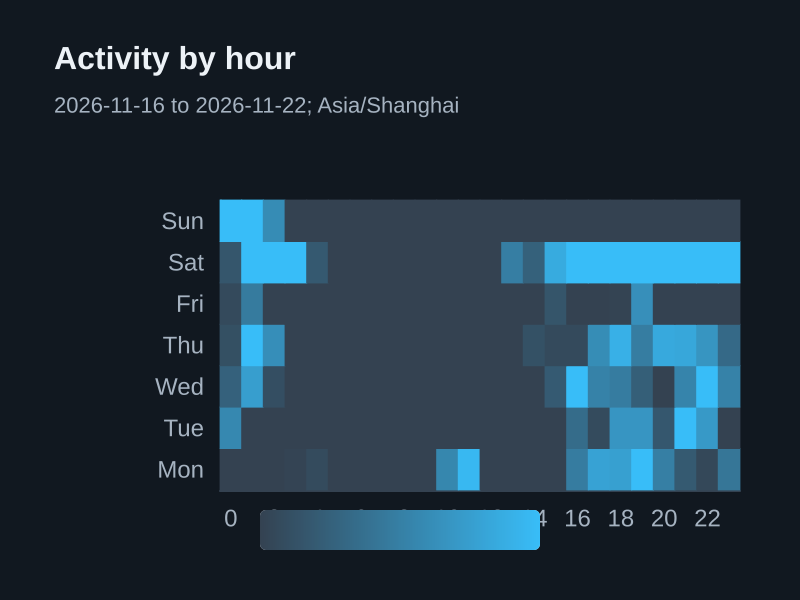 Activity by hour
2026-11-16 to 2026-11-22; Asia/Shanghai
Sun
Sat
Fri
Thu
Wed
Tue
Mon
0 16 18 20 22